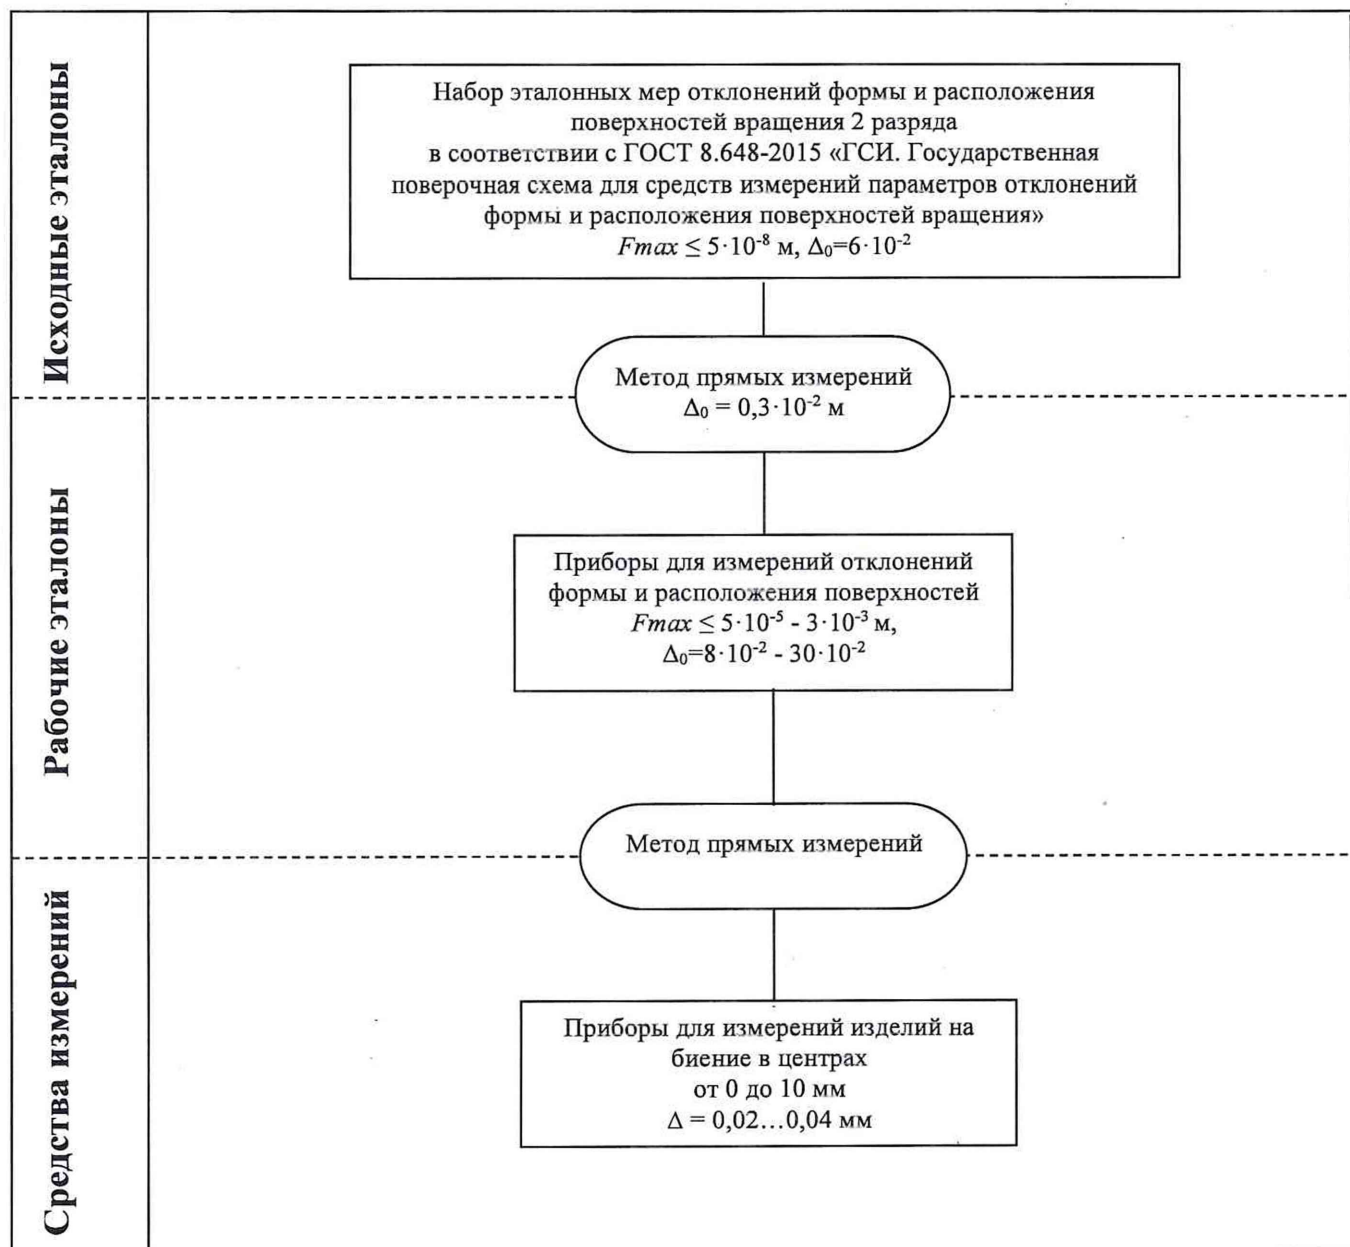 Исходные эталоны
Набор эталонных мер отклонений формы и расположения
поверхностей вращения 2 разряда
в соответствии с ГОСТ 8.648-2015 «ГСИ. Государственная
поверочная схема для средств измерений параметров отклонений
формы и расположения поверхностей вращения»
Fmax ≤ 5·10⁻⁸ м, Δ₀=6·10⁻²
Метод прямых измерений
Δ₀ = 0,3·10⁻² м
Рабочие эталоны
Приборы для измерений отклонений
формы и расположения поверхностей
Fmax ≤ 5·10⁻⁵ - 3·10⁻³ м,
Δ₀=8·10⁻² - 30·10⁻²
Метод прямых измерений
Средства измерений
Приборы для измерений изделий на
биение в центрах
от 0 до 10 мм
Δ = 0,02…0,04 мм